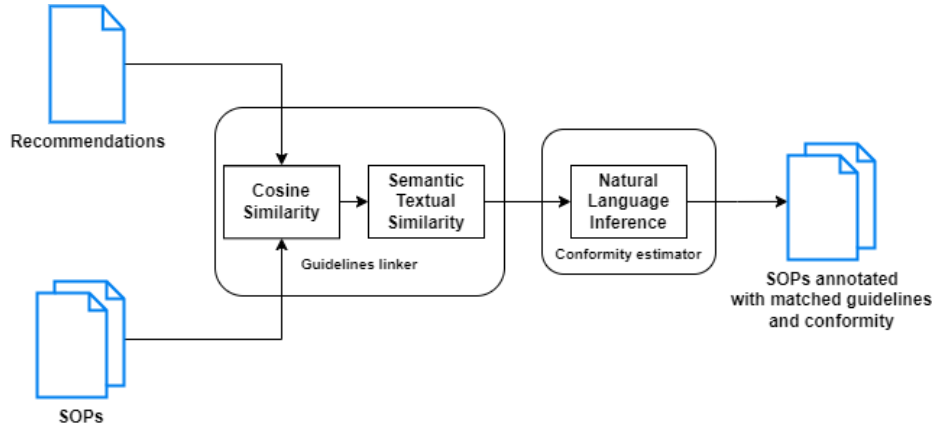 Recommendations
Cosine
Similarity
Semantic
Textual
Similarity
Guidelines linker
Natural
Language
Inference
Conformity estimator
SOPs annotated
with matched guidelines
and conformity
SOPs